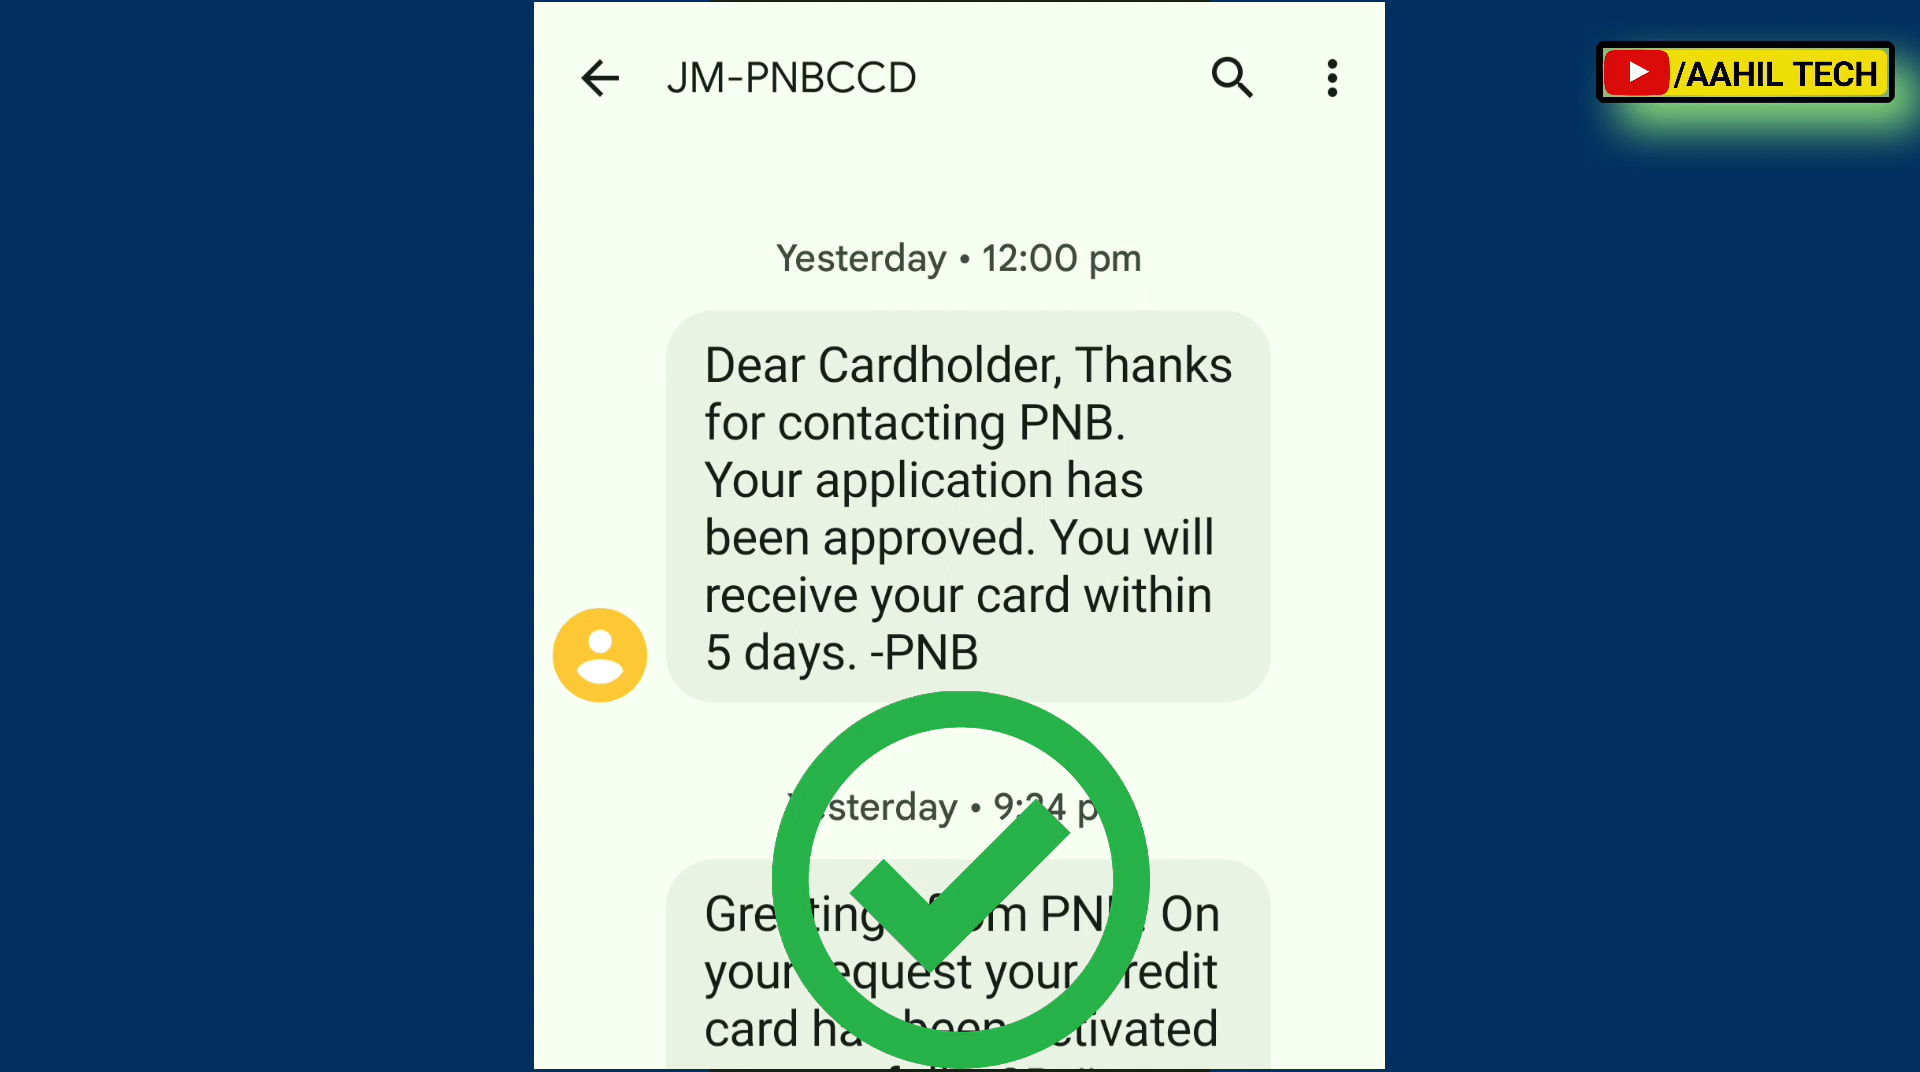 JM-PNBCCD
/AAHIL TECH
Yesterday • 12:00 pm
Dear Cardholder, Thanks
for contacting PNB.
Your application has
been approved. You will
receive your card within
5 days. -PNB
On
your
card